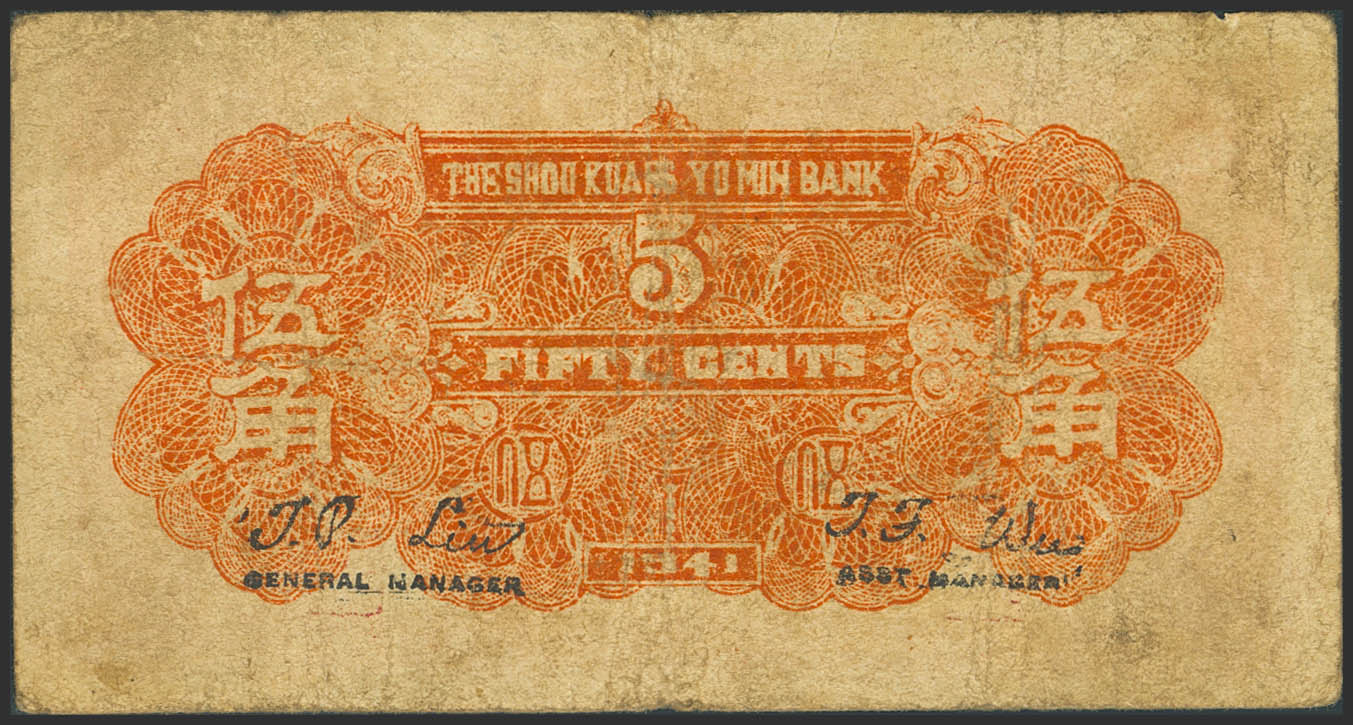 THE SHOU KUANG YU MIN BANK
5
伍角
伍角
FIFTY CENTS
T.P. Liu
T.F. Wu
GENERAL MANAGER
ASST. MANAGER
1941